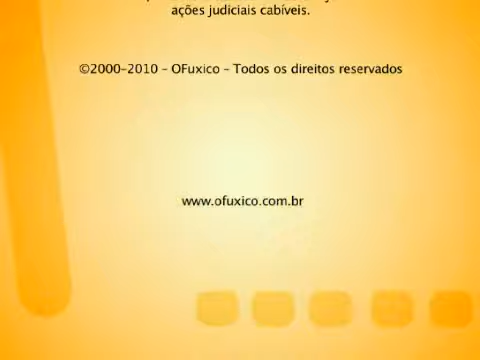 ações judiciais cabíveis.
©2000-2010 - OFuxico - Todos os direitos reservados
www.ofuxico.com.br